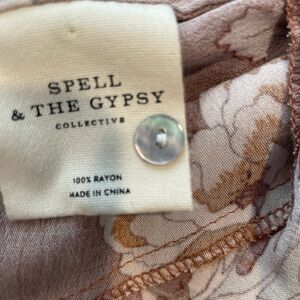 SPELL
& THE GYPSY
COLLECTIVE
100% RAYON
MADE IN CHINA